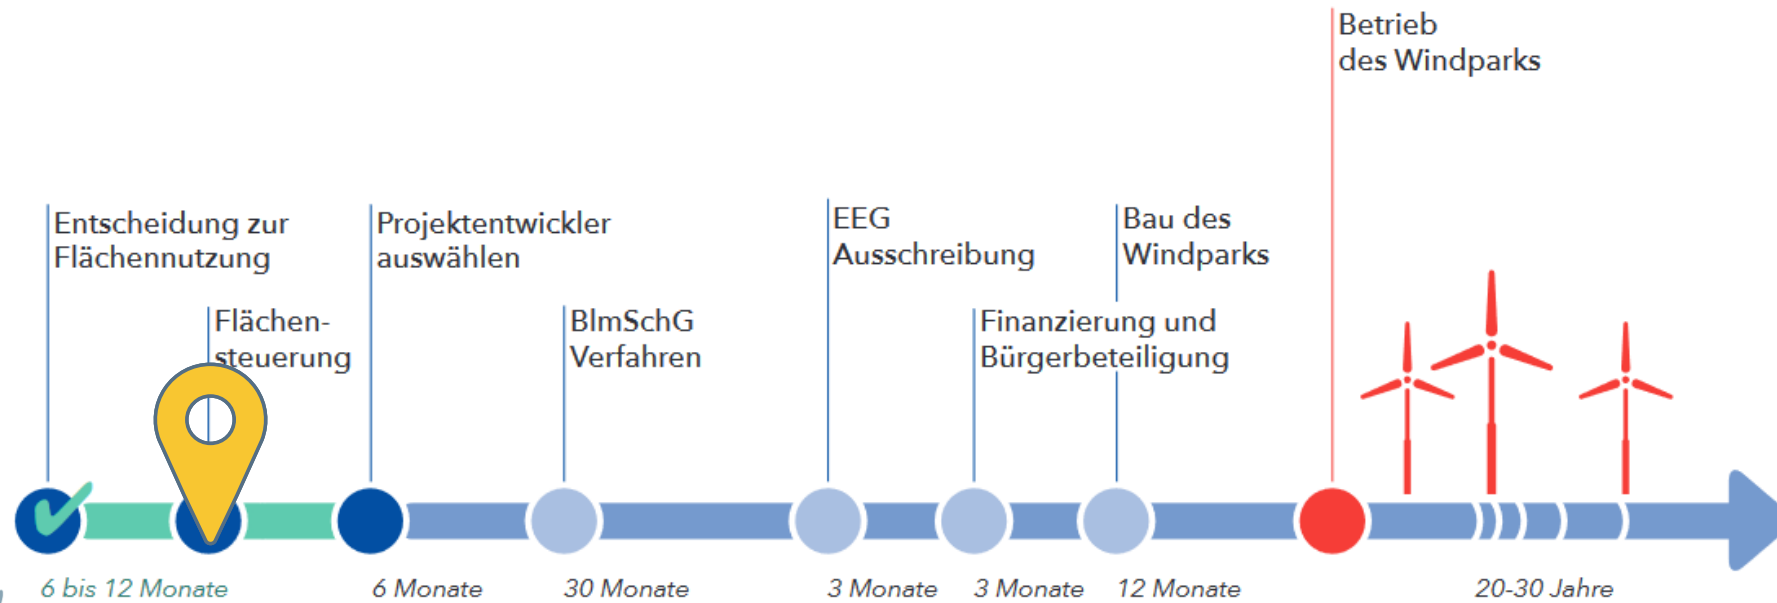 Betrieb
des Windparks
Entscheidung zur
Flächennutzung
Flächen-
steuerung
Projektentwickler
auswählen
BImSchG
Verfahren
EEG
Ausschreibung
Finanzierung und
Bürgerbeteiligung
Bau des
Windparks
6 bis 12 Monate
6 Monate
30 Monate
3 Monate
3 Monate
12 Monate
20-30 Jahre